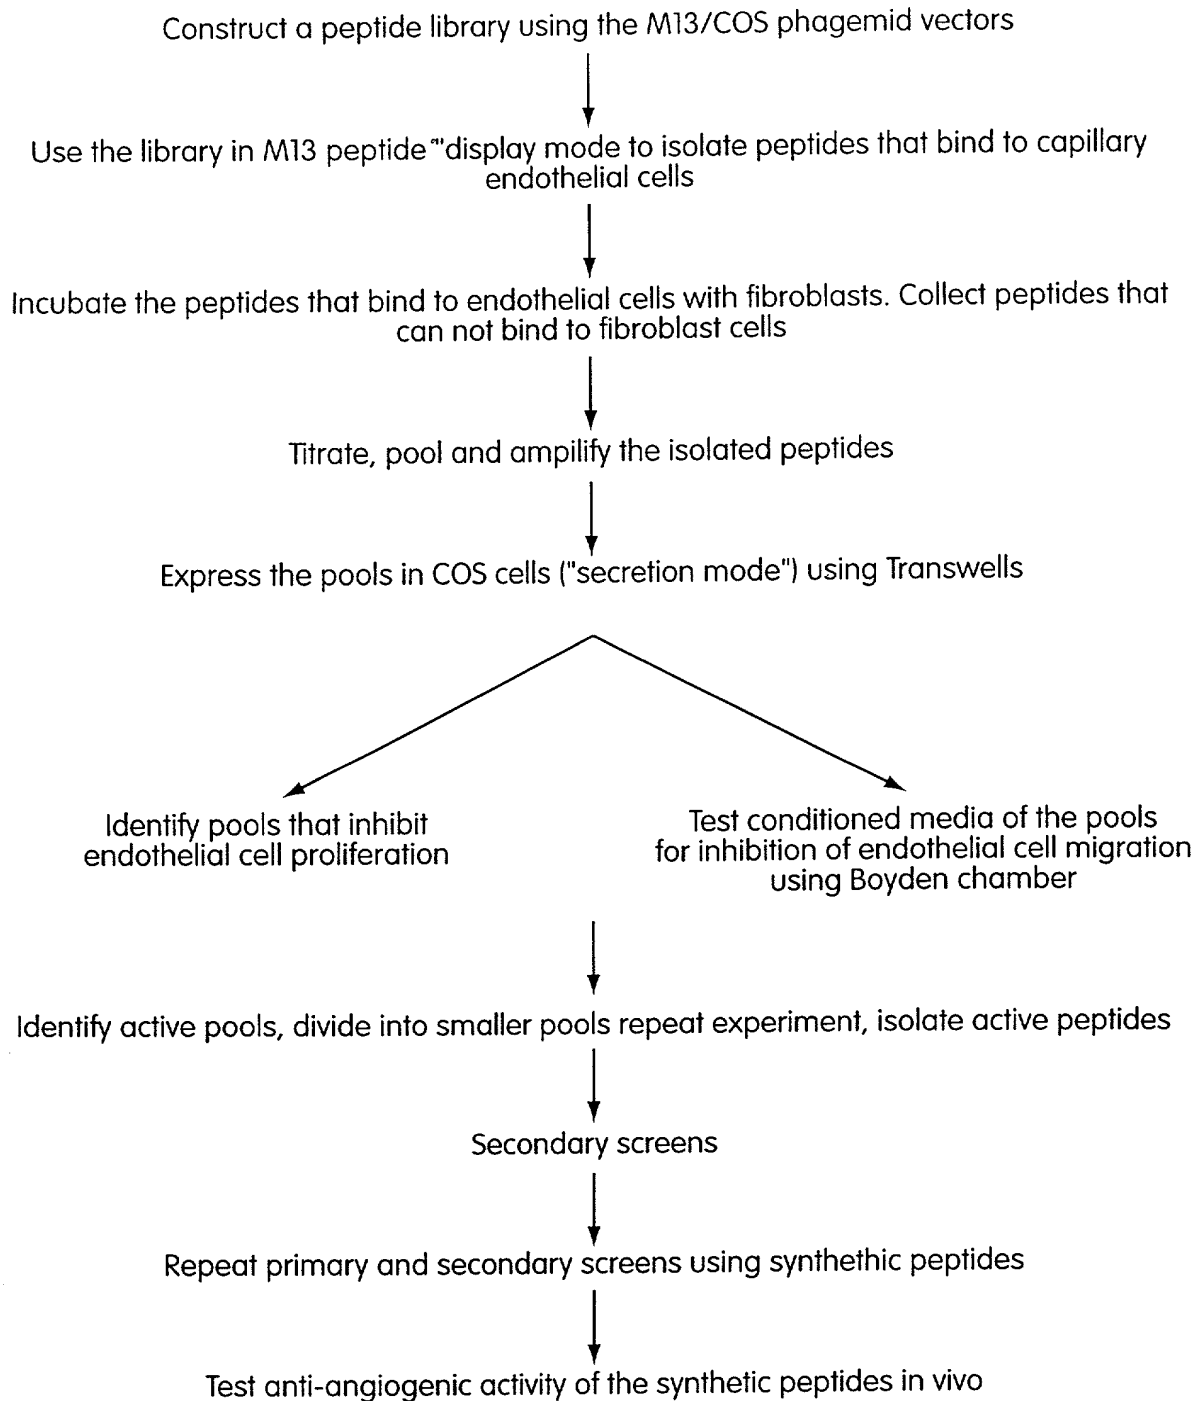 Construct a peptide library using the M13/COS phagemid vectors
Use the library in M13 peptide "'display mode to isolate peptides that bind to capillary
endothelial cells
Incubate the peptides that bind to endothelial cells with fibroblasts. Collect peptides that
can not bind to fibroblast cells
Titrate, pool and ampilify the isolated peptides
Express the pools in COS cells ("secretion mode") using Transwells
Identify pools that inhibit
endothelial cell proliferation
Test conditioned media of the pools
for inhibition of endothelial cell migration
using Boyden chamber
Identify active pools, divide into smaller pools repeat experiment, isolate active peptides
Secondary screens
Repeat primary and secondary screens using synthethic peptides
Test anti-angiogenic activity of the synthetic peptides in vivo